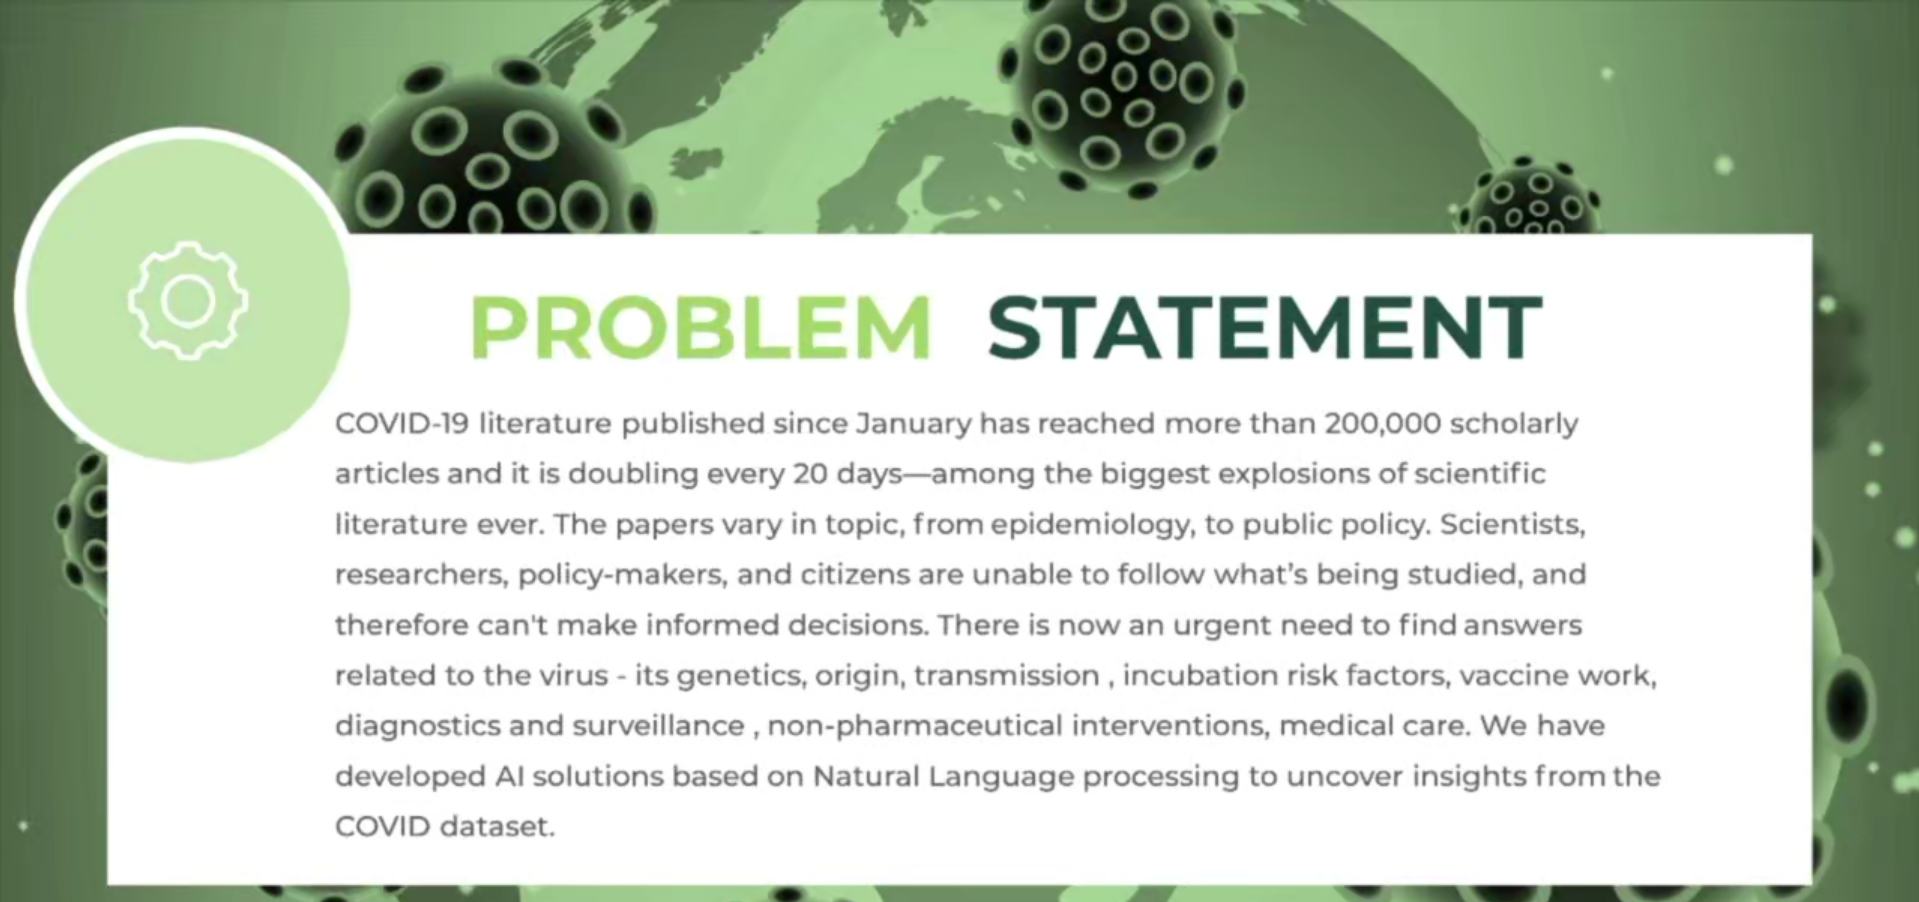 PROBLEM STATEMENT
COVID-19 literature published since January has reached more than 200,000 scholarly
articles and it is doubling every 20 days—among the biggest explosions of scientific
literature ever. The papers vary in topic, from epidemiology, to public policy. Scientists,
researchers, policy-makers, and citizens are unable to follow what’s being studied, and
therefore can't make informed decisions. There is now an urgent need to find answers
related to the virus - its genetics, origin, transmission , incubation risk factors, vaccine work,
diagnostics and surveillance , non-pharmaceutical interventions, medical care. We have
developed AI solutions based on Natural Language processing to uncover insights from the
COVID dataset.